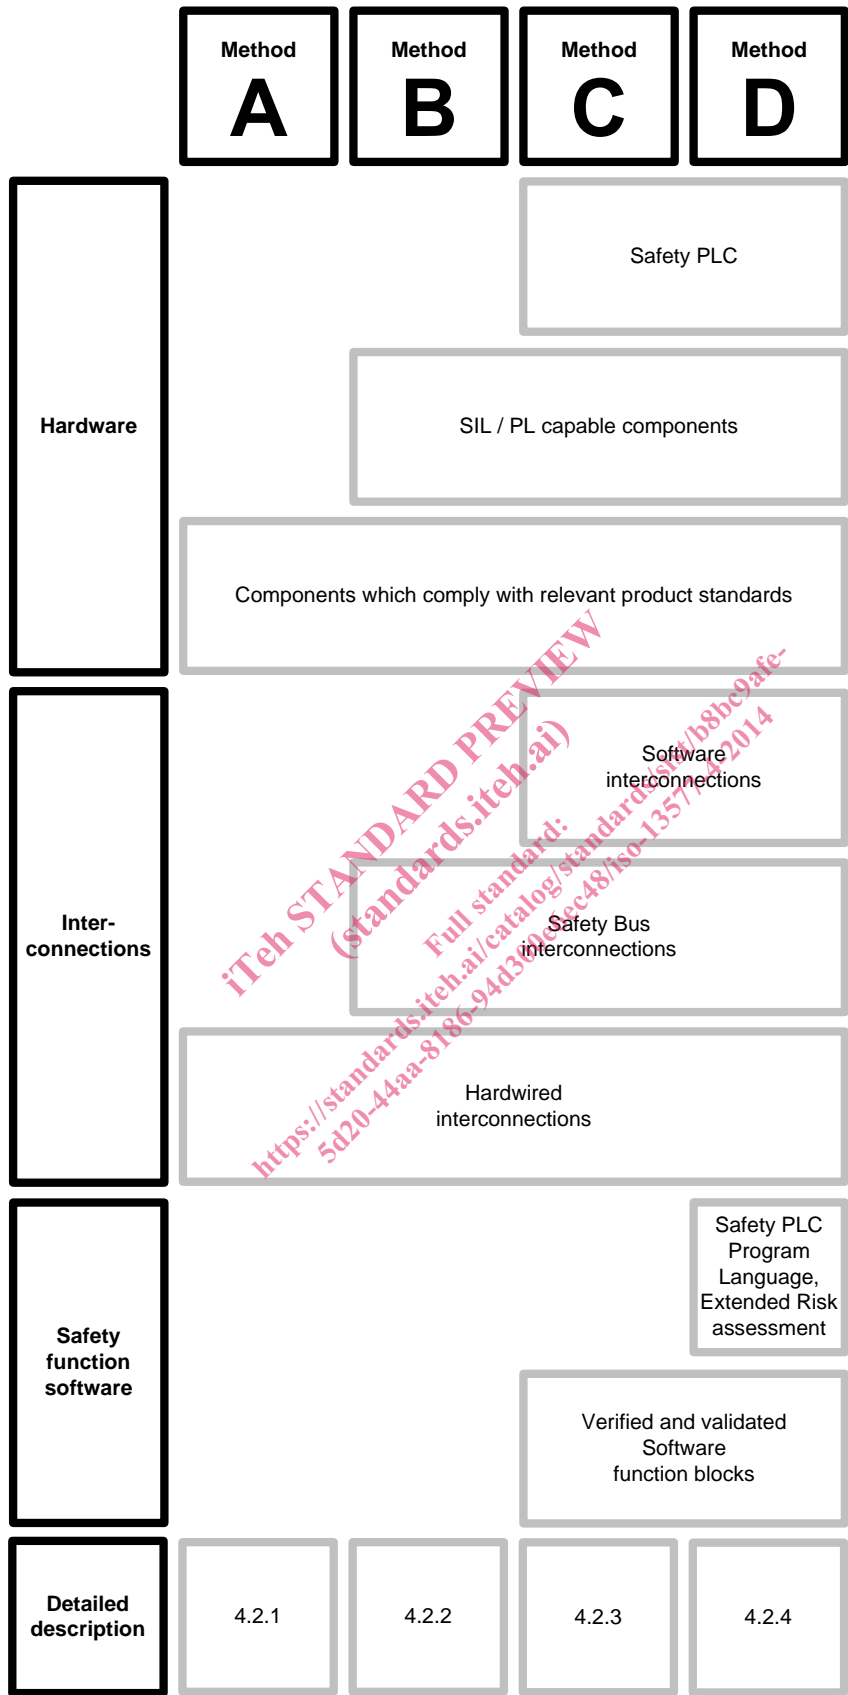 Method
A
Method
B
Method
C
Method
D
Hardware
Safety PLC
SIL / PL capable components
Components which comply with relevant product standards
Inter-
connections
Software
interconnections
Safety Bus
interconnections
Hardwired
interconnections
Safety
function
software
Safety PLC
Program
Language,
Extended Risk
assessment
Verified and validated
Software
function blocks
Detailed
description
4.2.1
4.2.2
4.2.3
4.2.4
iTeh STANDARD PREVIEW
(standards.iteh.ai)
Full standard: